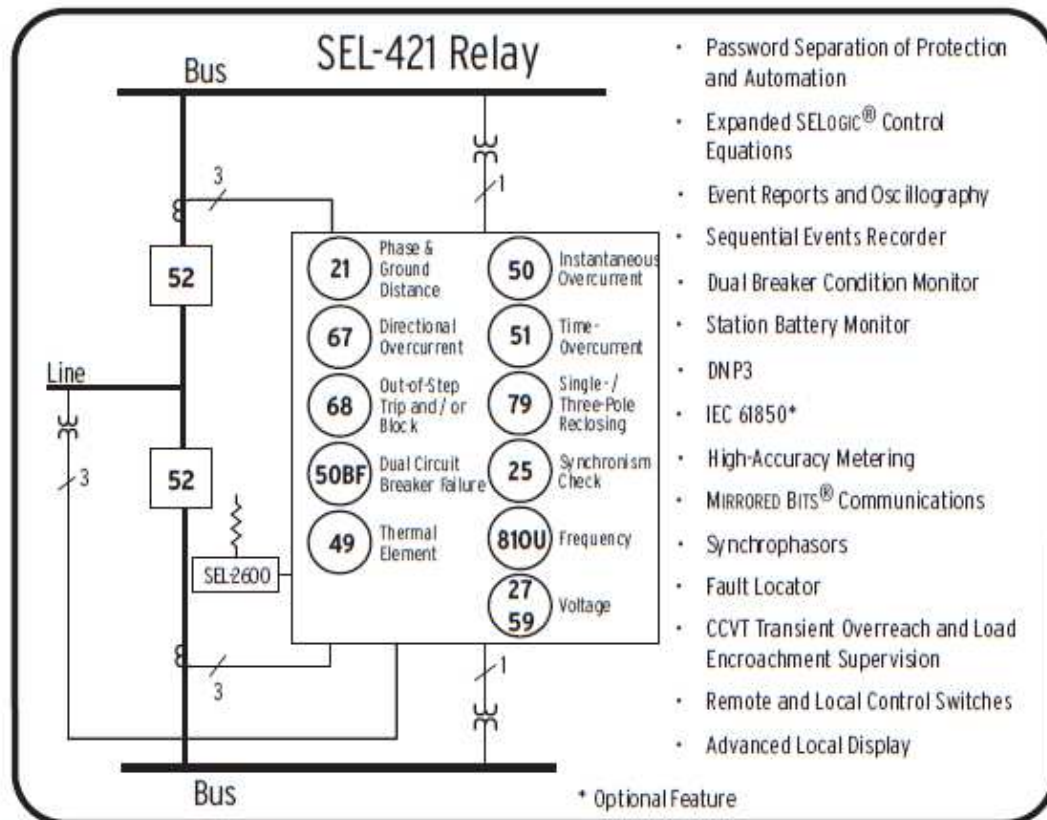 SEL-421 Relay
Bus
3
1
52
Line
3
52
SEL-2600
3
1
Bus
21
Phase &
Ground
Distance
67
Directional
Overcurrent
68
Out-of-Step
Trip and / or
Block
50BF
Dual Circuit
Breaker Failure
49
Thermal
Element
50
Instantaneous
Overcurrent
51
Time-
Overcurrent
79
Single- /
Three-Pole
Reclosing
25
Synchronism
Check
81OU
Frequency
27
59
Voltage
· Password Separation of Protection
and Automation
· Expanded SELOGIC® Control
Equations
· Event Reports and Oscillography
· Sequential Events Recorder
· Dual Breaker Condition Monitor
· Station Battery Monitor
· DNP3
· IEC 61850*
· High-Accuracy Metering
· MIRRORED BITS® Communications
· Synchrophasors
· Fault Locator
· CCVT Transient Overreach and Load
Encroachment Supervision
· Remote and Local Control Switches
· Advanced Local Display
* Optional Feature